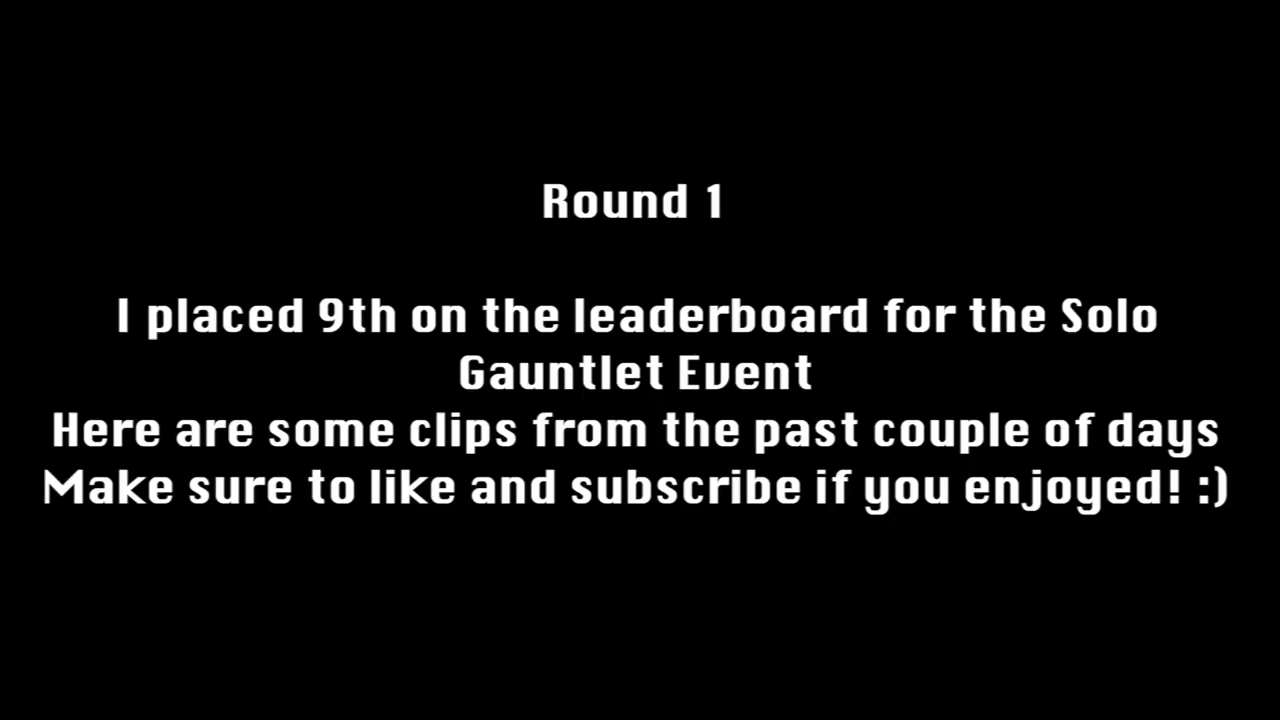 Round 1
I placed 9th on the leaderboard for the Solo
Gauntlet Event
Here are some clips from the past couple of days
Make sure to like and subscribe if you enjoyed! :)